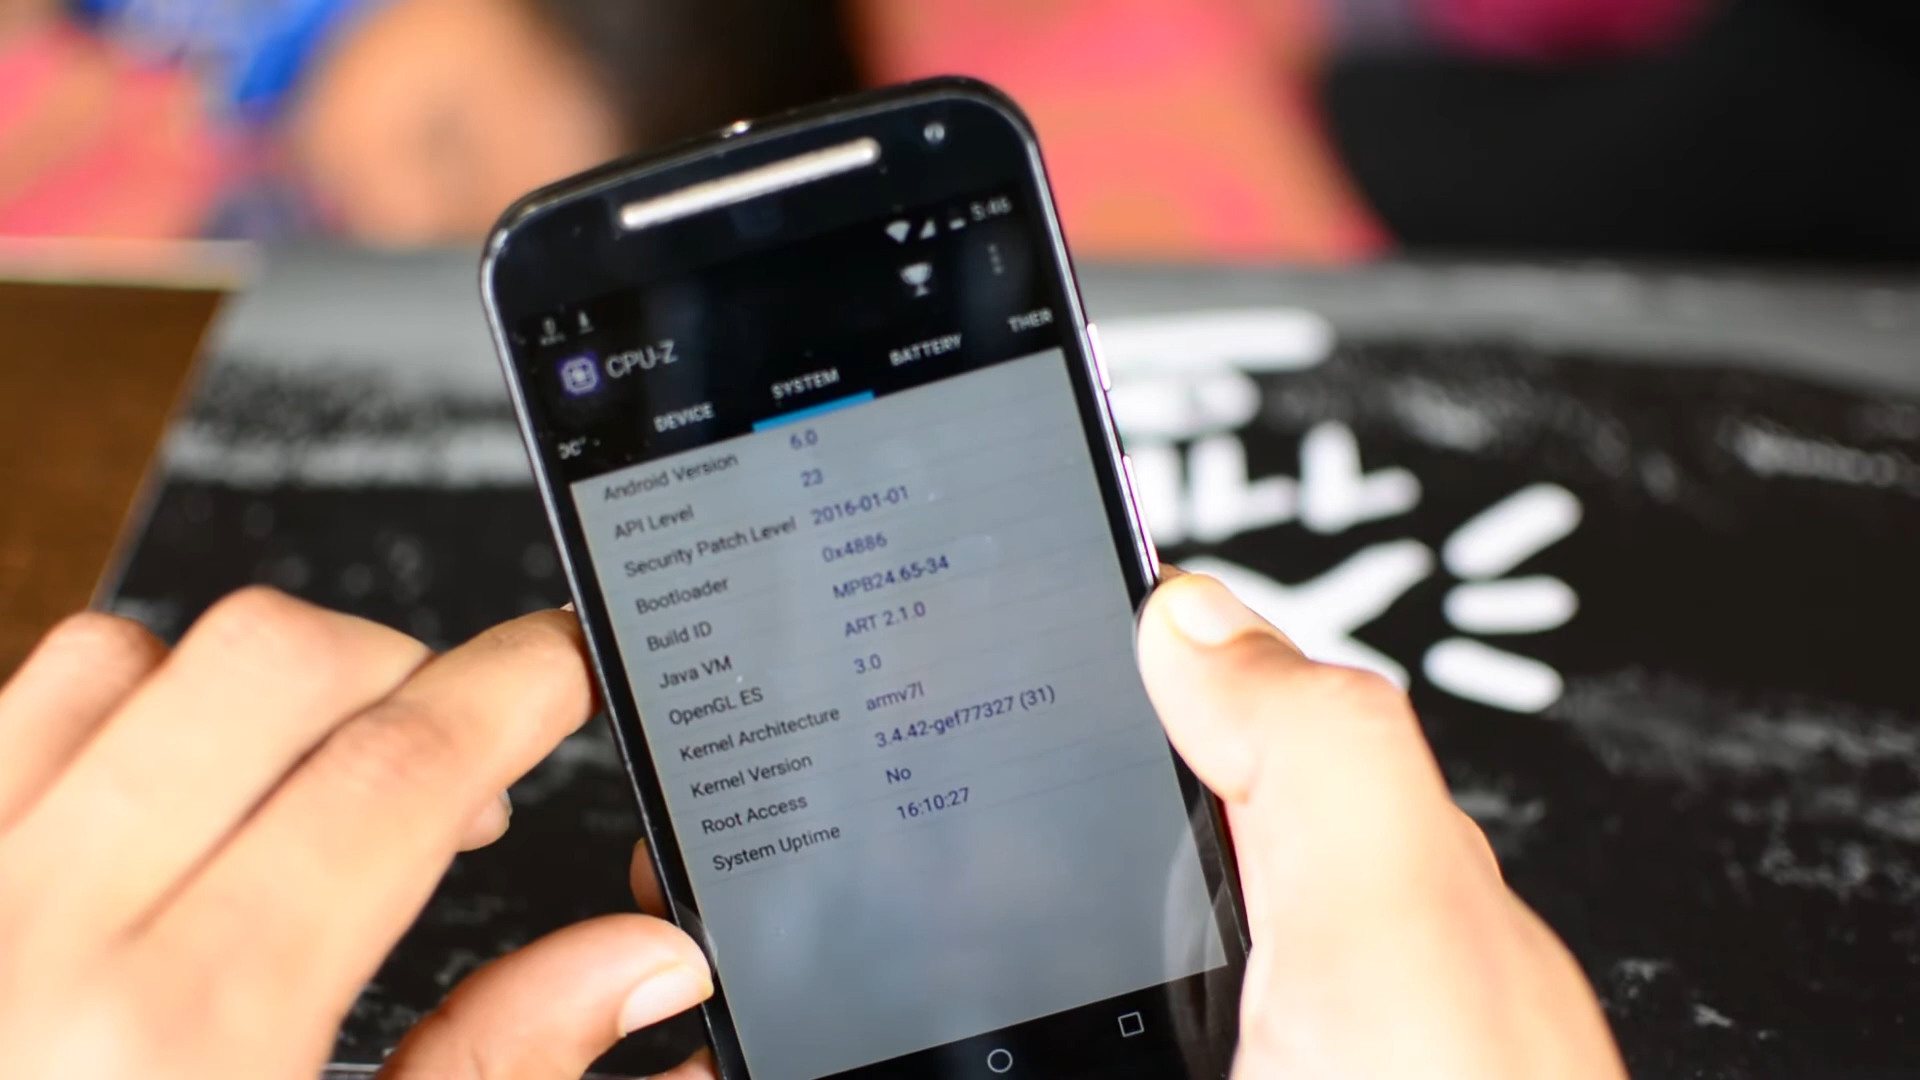 5:46
CPU-Z
DEVICE SYSTEM BATTERY THER
Android Version 6.0
API Level 23
Security Patch Level 2016-01-01
Bootloader 0x4886
Build ID MPB24.65-34
Java VM ART 2.1.0
OpenGL ES 3.0
Kernel Architecture armv7l
Kernel Version 3.4.42-gef77327 (31)
Root Access No
System Uptime 16:10:27